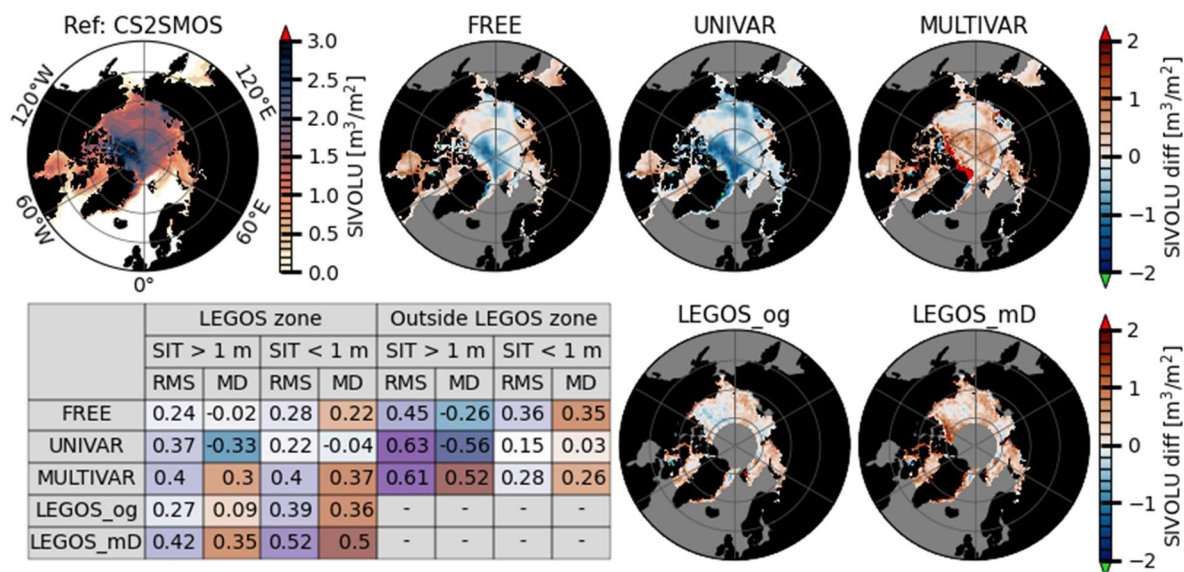 Ref: CS2SMOS
FREE
UNIVAR
MULTIVAR
120°W
120°E
60°W
60°E
0°
3.0
2.5
2.0
1.5
1.0
0.5
0.0
SIVOLU [m³/m²]
2
1
0
−1
−2
SIVOLU diff [m³/m²]
LEGOS zone Outside LEGOS zone
SIT > 1 m SIT < 1 m SIT > 1 m SIT < 1 m
RMS MD RMS MD RMS MD RMS MD
FREE 0.24 -0.02 0.28 0.22 0.45 -0.26 0.36 0.35
UNIVAR 0.37 -0.33 0.22 -0.04 0.63 -0.56 0.15 0.03
MULTIVAR 0.4 0.3 0.4 0.37 0.61 0.52 0.28 0.26
LEGOS_og 0.27 0.09 0.39 0.36 - - - -
LEGOS_mD 0.42 0.35 0.52 0.5 - - - -
LEGOS_og
LEGOS_mD
2
1
0
−1
−2
SIVOLU diff [m³/m²]